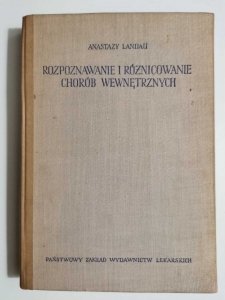 ANASTAZY LANDAU
ROZPOZNAWANIE I RÓŻNICOWANIE
CHORÓB WEWNĘTRZNYCH
PAŃSTWOWY ZAKŁAD WYDAWNICTW LEKARSKICH